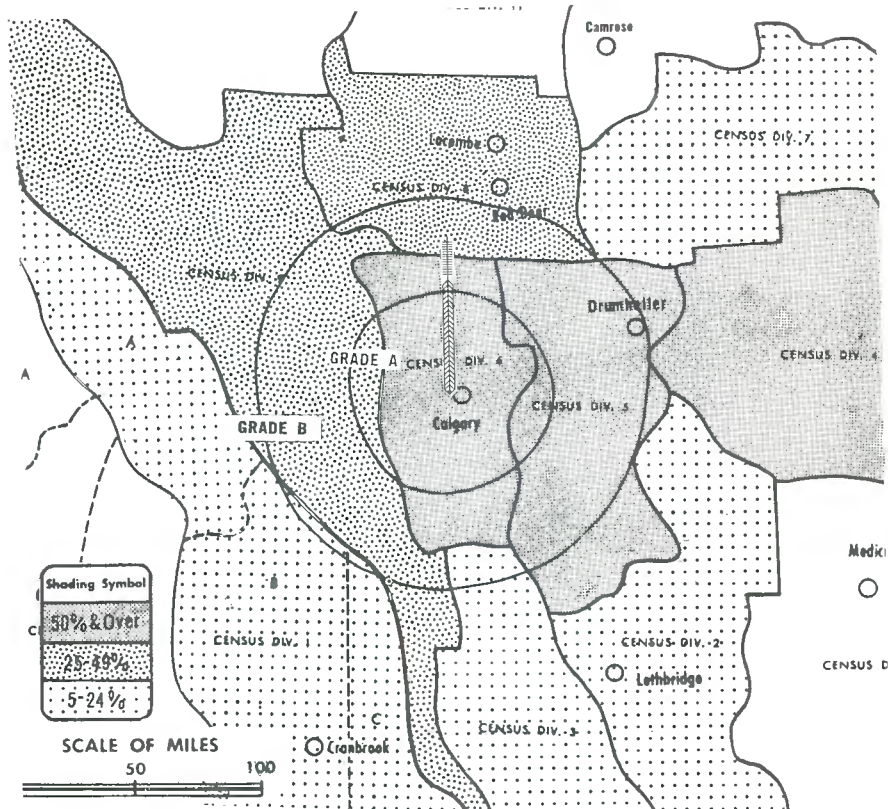 Camrose
CENSUS DIV. 7
Lacombe
CENSUS DIV. 8
Red Deer
CENSUS DIV.
Drumheller
GRADE A
CENSUS DIV. 6
CENSUS DIV. 4
A
A
CENSUS DIV. 5
Calgary
GRADE B
Medici
Shading Symbol
50% & Over
25-49%
5-24%
B
CENSUS DIV. 1
CENSUS DIV. 2
Lethbridge
CENSUS D
C
CENSUS DIV. 3
Cranbrook
SCALE OF MILES
50
100